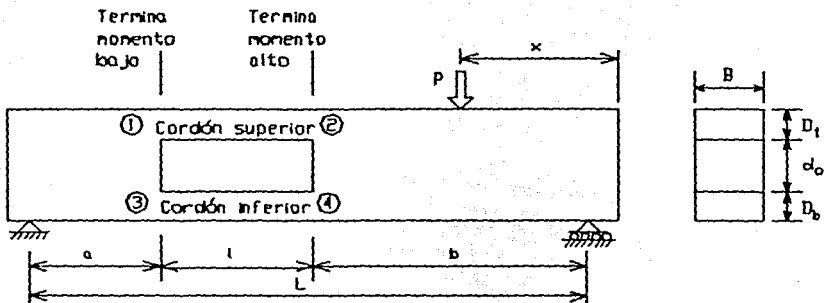 Termina
momento
bajo
Termina
momento
alto
x
P
B
① Cordón superior ②
D_t
d_o
③ Cordón inferior ④
D_b
a
l
b
L